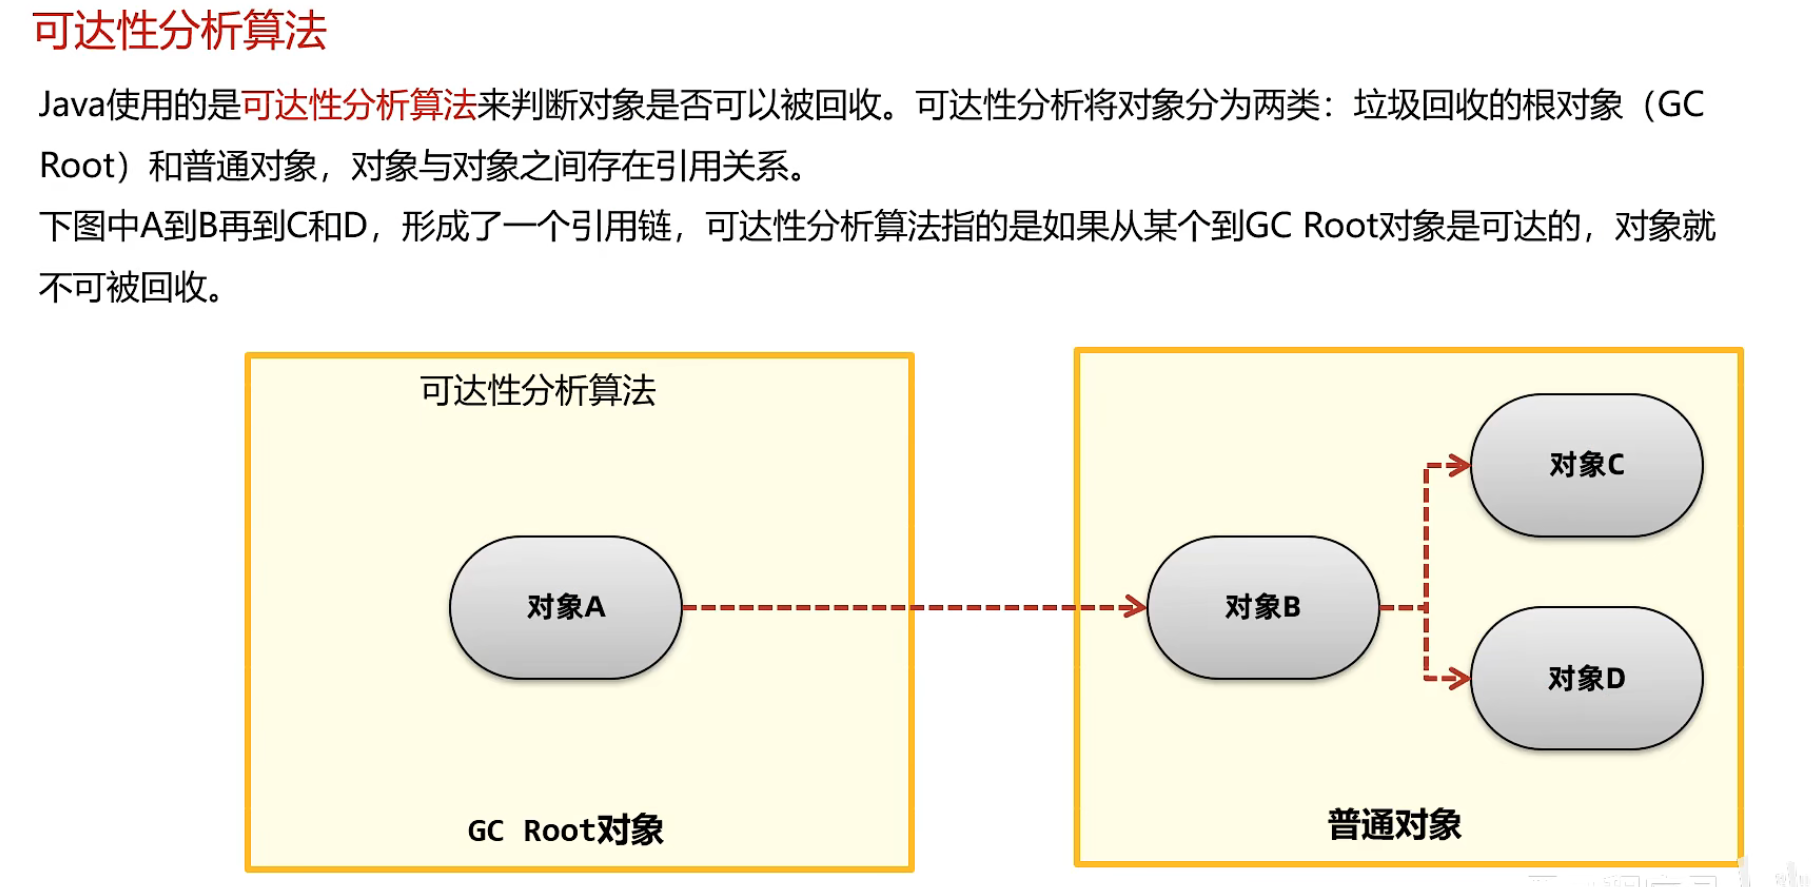 可达性分析算法
Java使用的是可达性分析算法来判断对象是否可以被回收。可达性分析将对象分为两类：垃圾回收的根对象（GC
Root）和普通对象，对象与对象之间存在引用关系。
下图中A到B再到C和D，形成了一个引用链，可达性分析算法指的是如果从某个到GC Root对象是可达的，对象就
不可被回收。
可达性分析算法
对象C
对象A
对象B
对象D
GC Root对象
普通对象